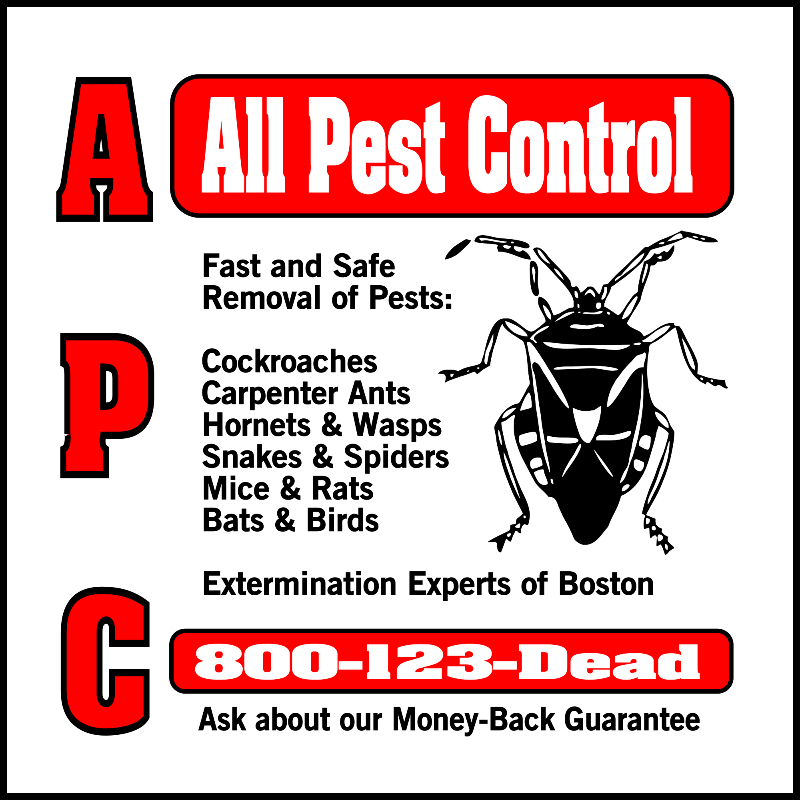 A
All Pest Control
Fast and Safe
Removal of Pests:
P
Cockroaches
Carpenter Ants
Hornets & Wasps
Snakes & Spiders
Mice & Rats
Bats & Birds
C
Extermination Experts of Boston
800-123-Dead
Ask about our Money-Back Guarantee